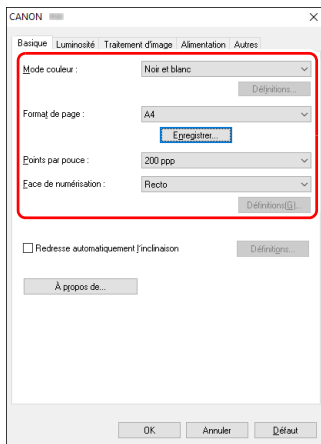 CANON
Basique Luminosité Traitement d'image Alimentation Autres
Mode couleur : Noir et blanc
Définitions...
Format de page : A4
Enregistrer...
Points par pouce : 200 ppp
Face de numérisation : Recto
Définitions(G)...
Redresse automatiquement l'inclinaison Définitions...
À propos de...
OK Annuler Défaut